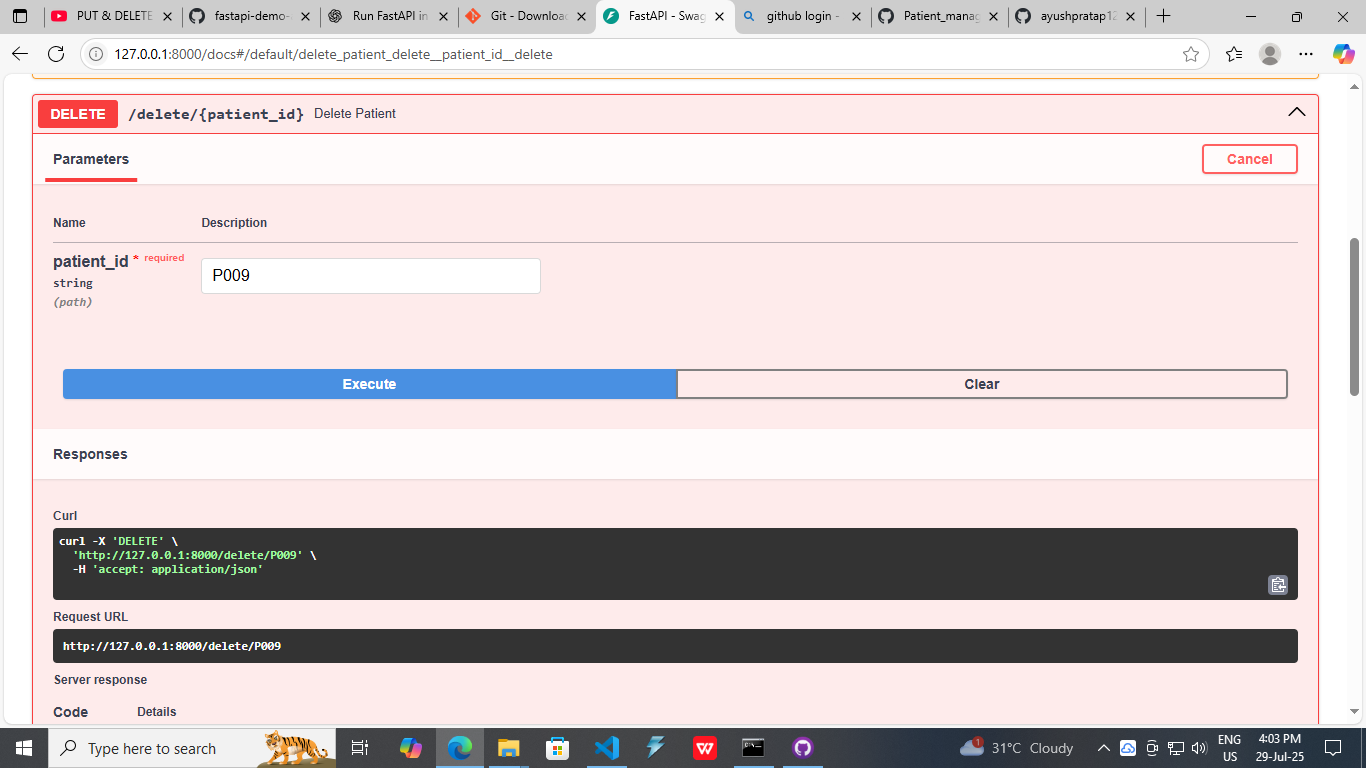 PUT & DELETE
fastapi-demo-
Run FastAPI in
Git - Download
FastAPI - Swag
github login -
Patient_manag
ayushpratap12
127.0.0.1:8000/docs#/default/delete_patient_delete__patient_id__delete
DELETE /delete/{patient_id} Delete Patient
Parameters
Cancel
Name Description
patient_id * required
string
(path)
P009
Execute
Clear
Responses
Curl
curl -X 'DELETE' \
'http://127.0.0.1:8000/delete/P009' \
-H 'accept: application/json'
Request URL
http://127.0.0.1:8000/delete/P009
Server response
Code Details
Type here to search
1
31°C Cloudy
ENG
US
4:03 PM
29-Jul-25